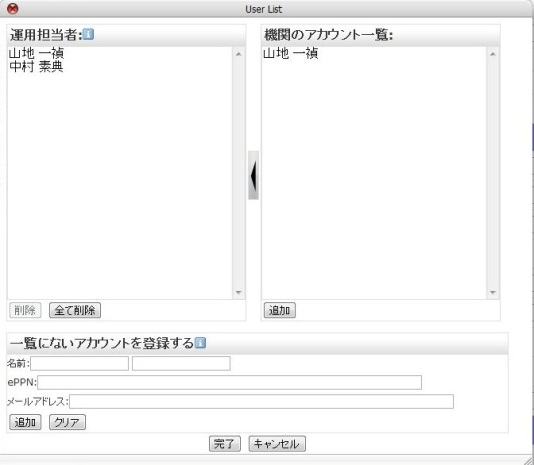 User List
運用担当者:
機関のアカウント一覧:
山地 一禎
中村 素典
山地 一禎
削除 全て削除
追加
一覧にないアカウントを登録する
名前:
ePPN:
メールアドレス:
追加 クリア
完了 キャンセル